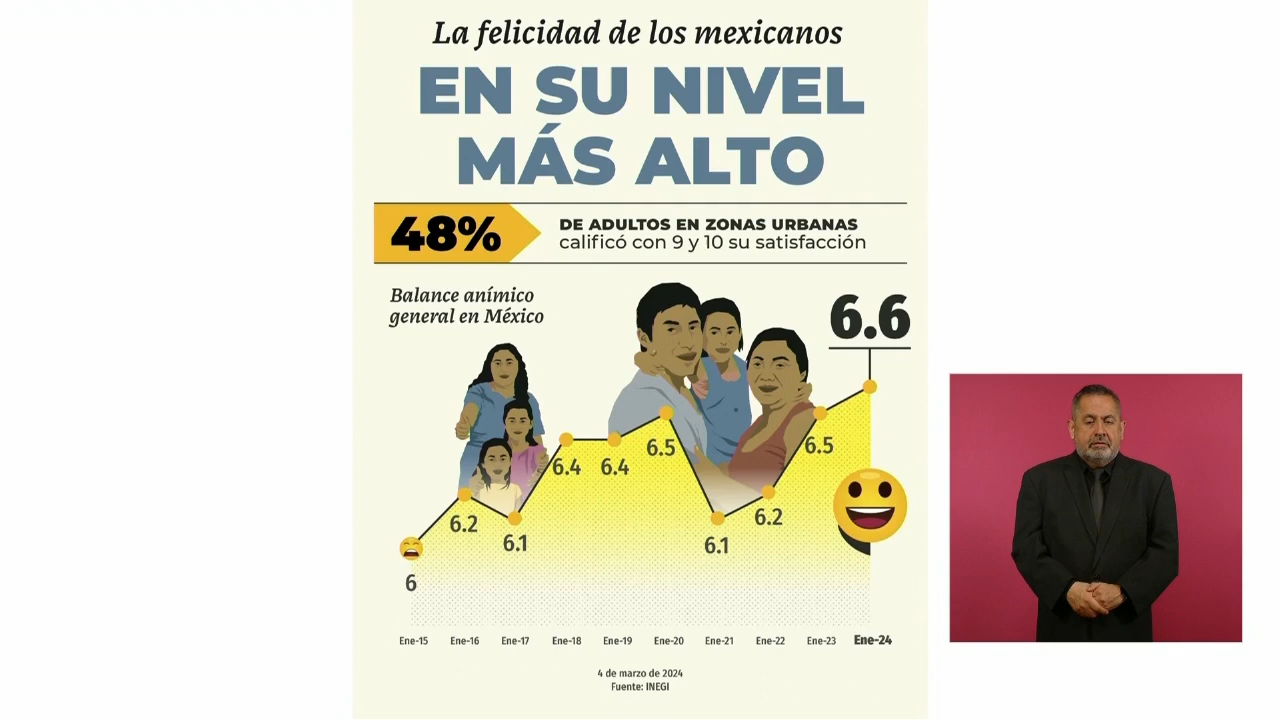 La felicidad de los mexicanos
EN SU NIVEL
MÁS ALTO
48%
DE ADULTOS EN ZONAS URBANAS
calificó con 9 y 10 su satisfacción
Balance anímico
general en México
6.6
6
6.2
6.1
6.4
6.4
6.5
6.1
6.2
6.5
Ene-15 Ene-16 Ene-17 Ene-18 Ene-19 Ene-20 Ene-21 Ene-22 Ene-23 Ene-24
4 de marzo de 2024
Fuente: INEGI